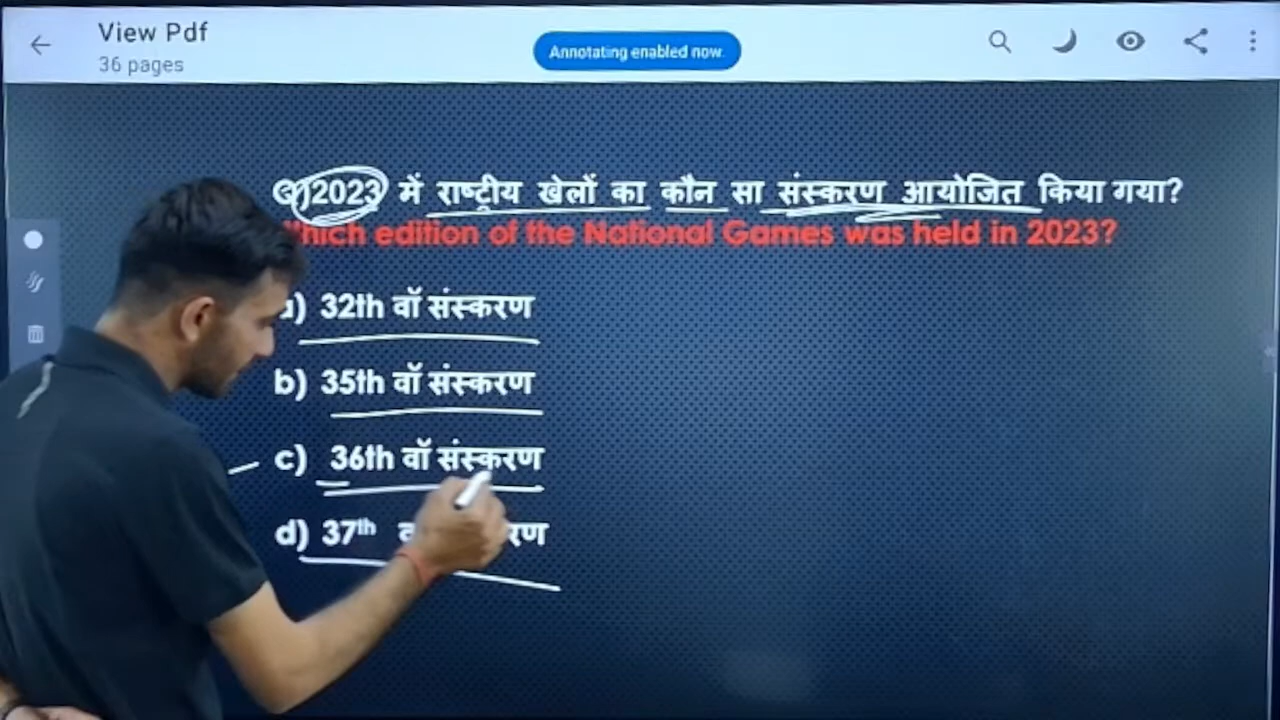 View Pdf
36 pages
Annotating enabled now.
Q) 2023 में राष्ट्रीय खेलों का कौन सा संस्करण आयोजित किया गया?
Which edition of the National Games was held in 2023?
a) 32th वॉ संस्करण
b) 35th वॉ संस्करण
c) 36th वॉ संस्करण
d) 37th